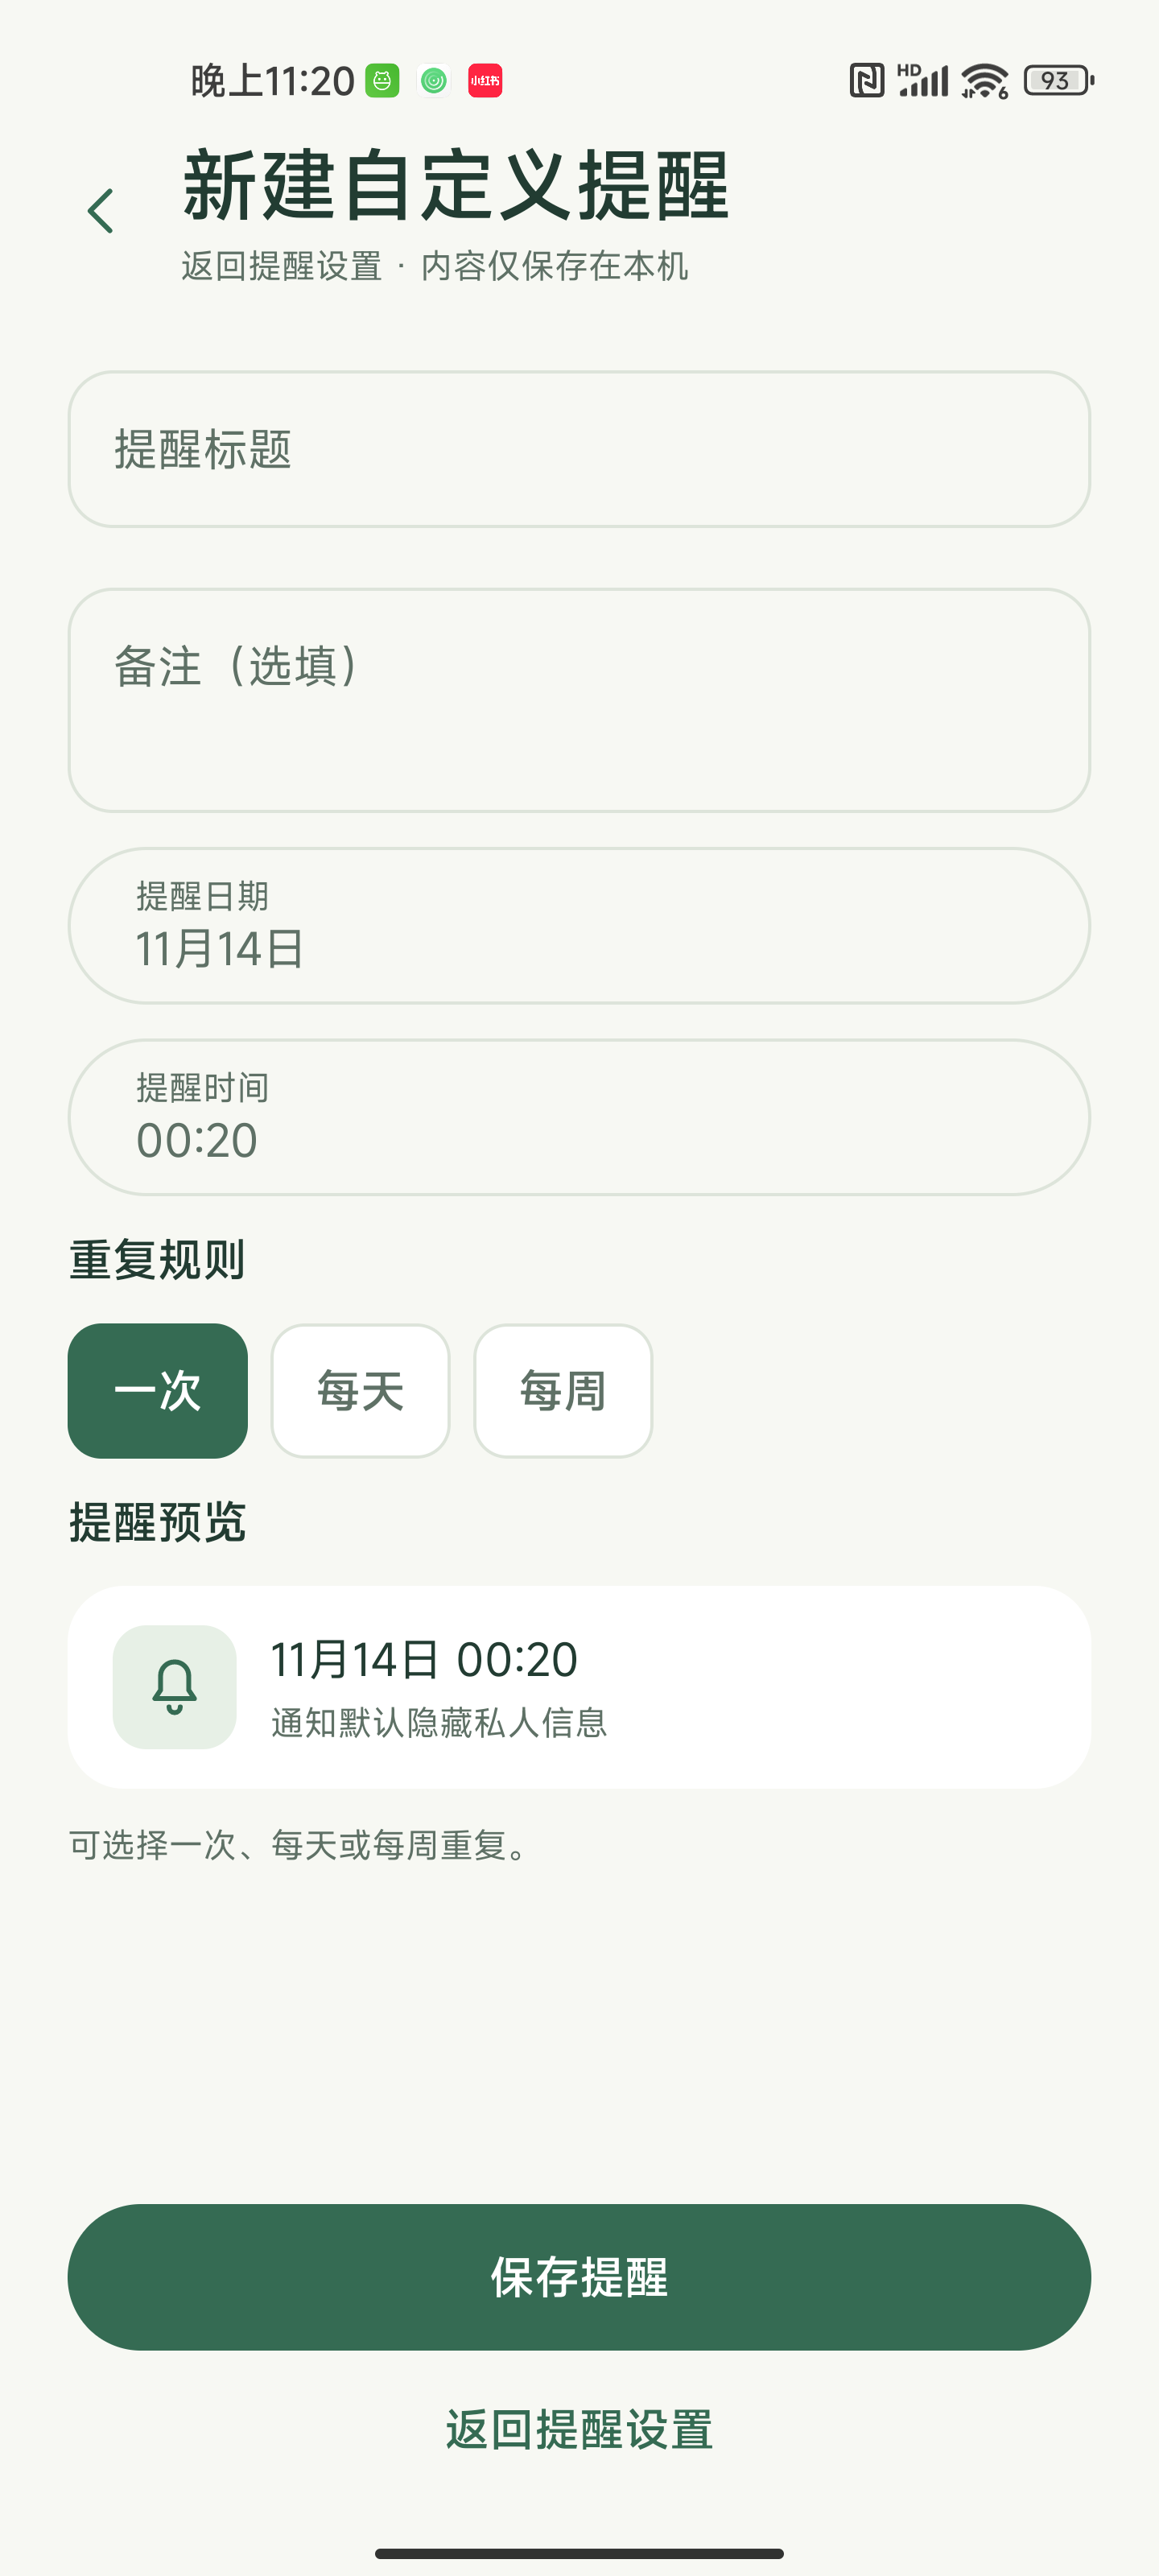 晚上11:20
小红书
HD
6
93
新建自定义提醒
返回提醒设置 · 内容仅保存在本机
提醒标题
备注（选填）
提醒日期
11月14日
提醒时间
00:20
重复规则
一次
每天
每周
提醒预览
11月14日 00:20
通知默认隐藏私人信息
可选择一次、每天或每周重复。
保存提醒
返回提醒设置